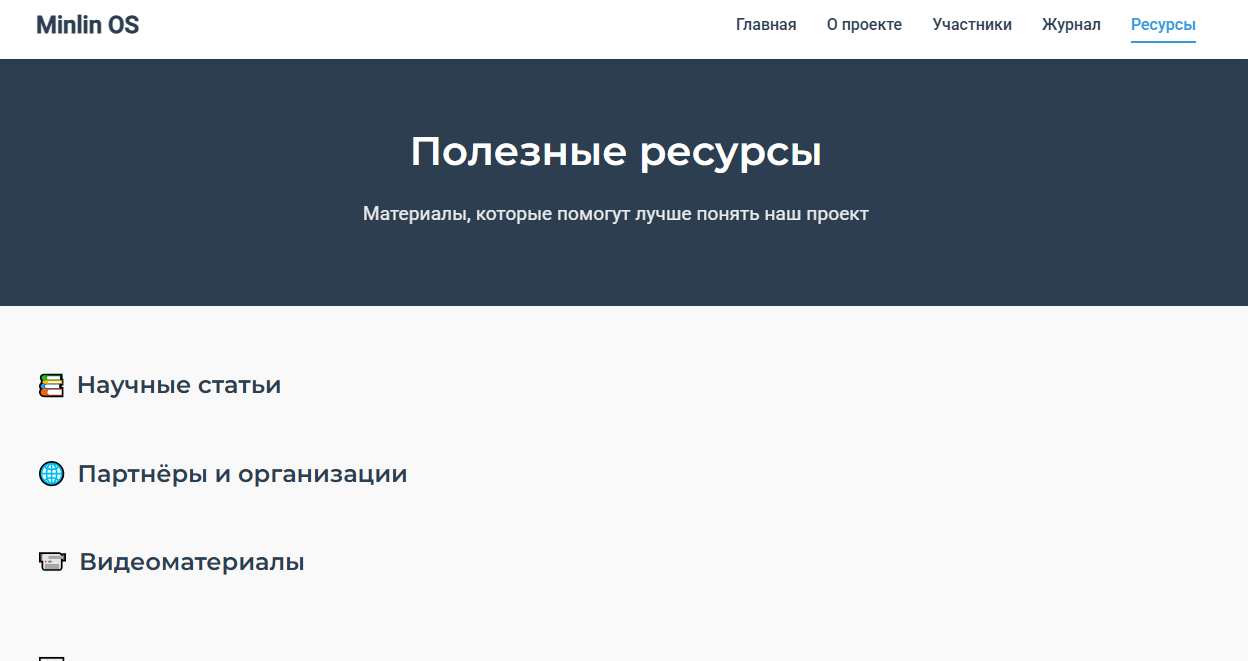 Minlin OS
Главная О проекте Участники Журнал Ресурсы
Полезные ресурсы
Материалы, которые помогут лучше понять наш проект
Научные статьи
Партнёры и организации
Видеоматериалы